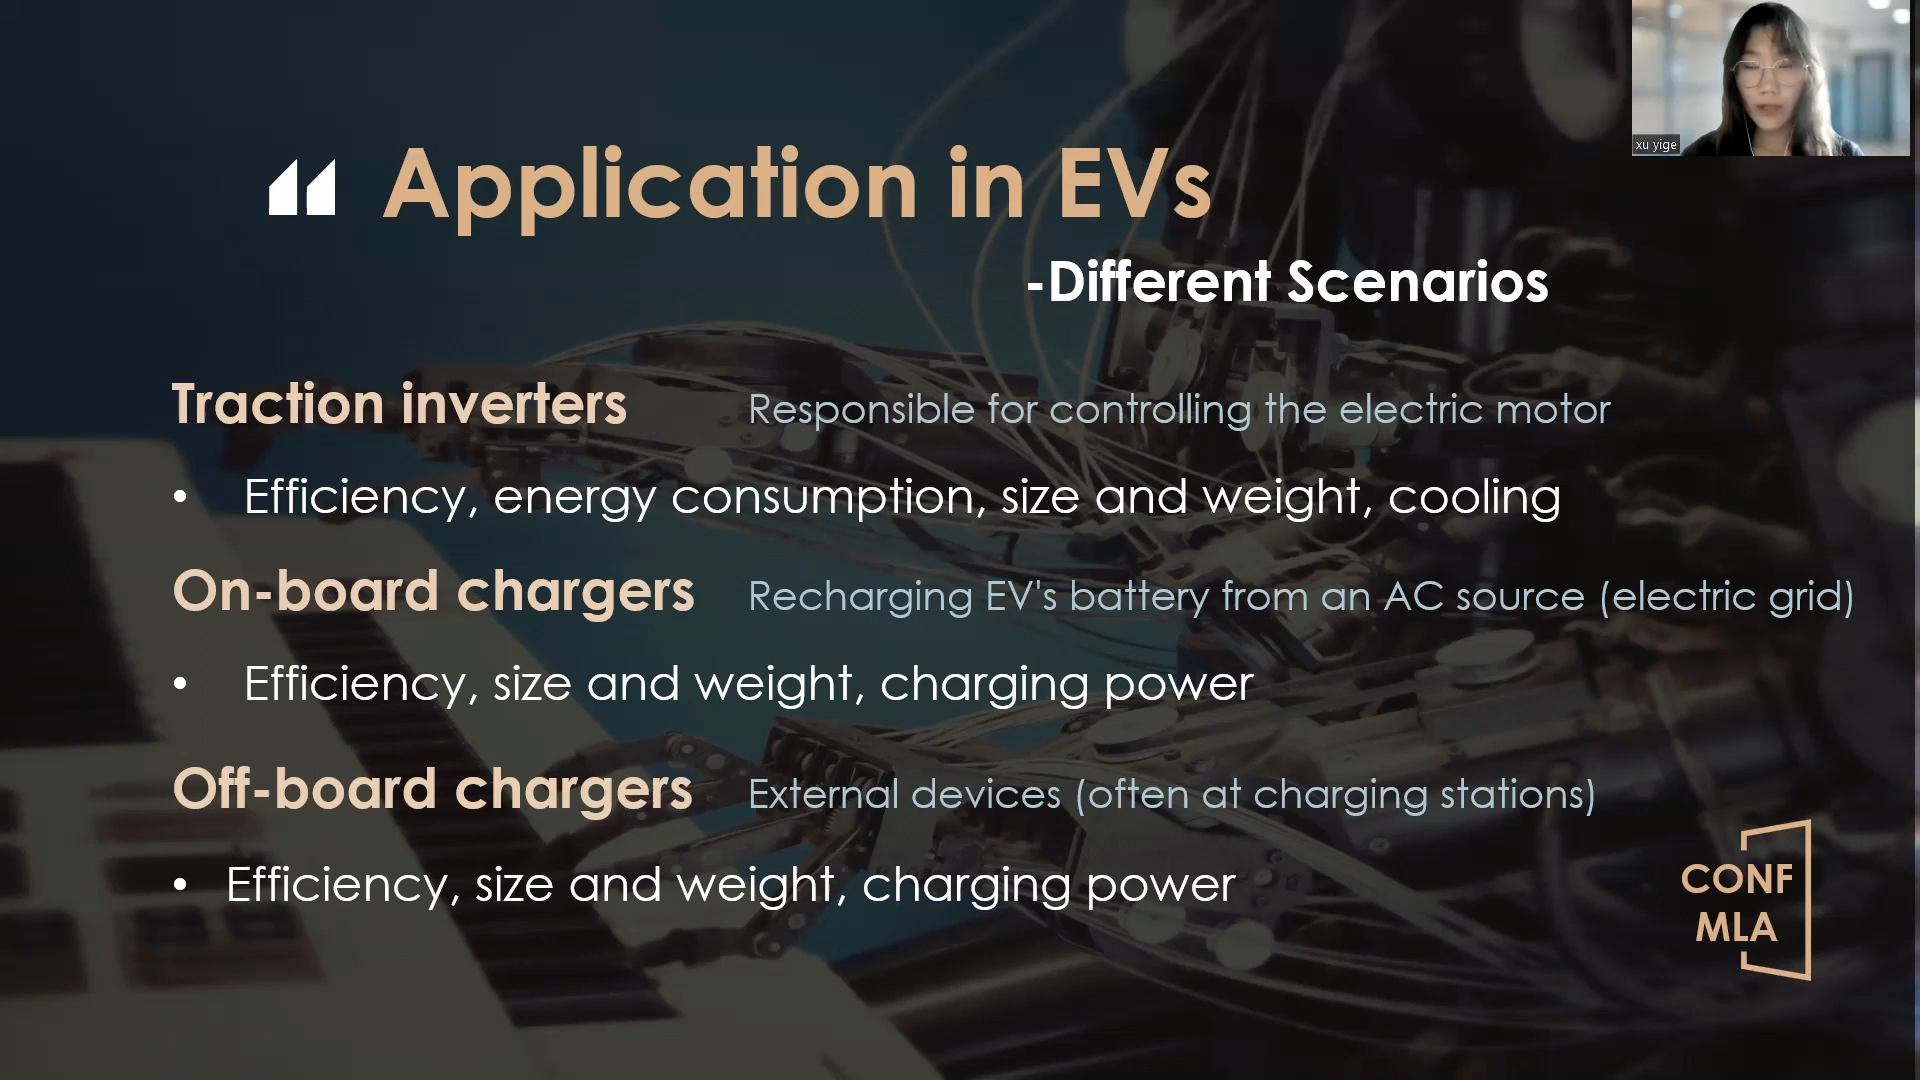 xu yige
“ Application in EVs
-Different Scenarios
Traction inverters Responsible for controlling the electric motor
• Efficiency, energy consumption, size and weight, cooling
On-board chargers Recharging EV's battery from an AC source (electric grid)
• Efficiency, size and weight, charging power
Off-board chargers External devices (often at charging stations)
• Efficiency, size and weight, charging power
CONF
MLA